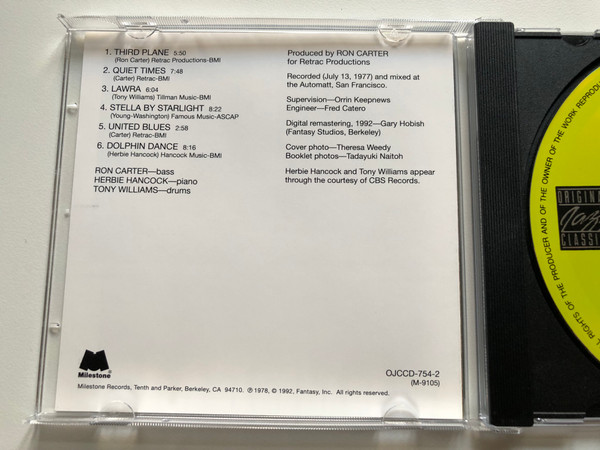 1. THIRD PLANE 5:50
(Ron Carter) Retrac Productions-BMI
2. QUIET TIMES 7:48
(Carter) Retrac-BMI
3. LAWRA 6:04
(Tony Williams) Tillman Music-BMI
4. STELLA BY STARLIGHT 8:22
(Young-Washington) Famous Music-ASCAP
5. UNITED BLUES 2:58
(Carter) Retrac-BMI
6. DOLPHIN DANCE 8:16
(Herbie Hancock) Hancock Music-BMI
RON CARTER—bass
HERBIE HANCOCK—piano
TONY WILLIAMS—drums
Produced by RON CARTER
for Retrac Productions
Recorded (July 13, 1977) and mixed at
the Automatt, San Francisco.
Supervision—Orrin Keepnews
Engineer—Fred Catero
Digital remastering, 1992—Gary Hobish
(Fantasy Studios, Berkeley)
Cover photo—Theresa Weedy
Booklet photos—Tadayuki Naitoh
Herbie Hancock and Tony Williams appear
through the courtesy of CBS Records.
Milestone®
OJCCD-754-2
(M-9105)
Milestone Records, Tenth and Parker, Berkeley, CA 94710. ℗ 1978, © 1992, Fantasy, Inc. All rights reserved.
RIGHTS OF THE PRODUCER AND OF THE OWNER OF THE WORK
ORIGINAL
Jazz
CLASSICS